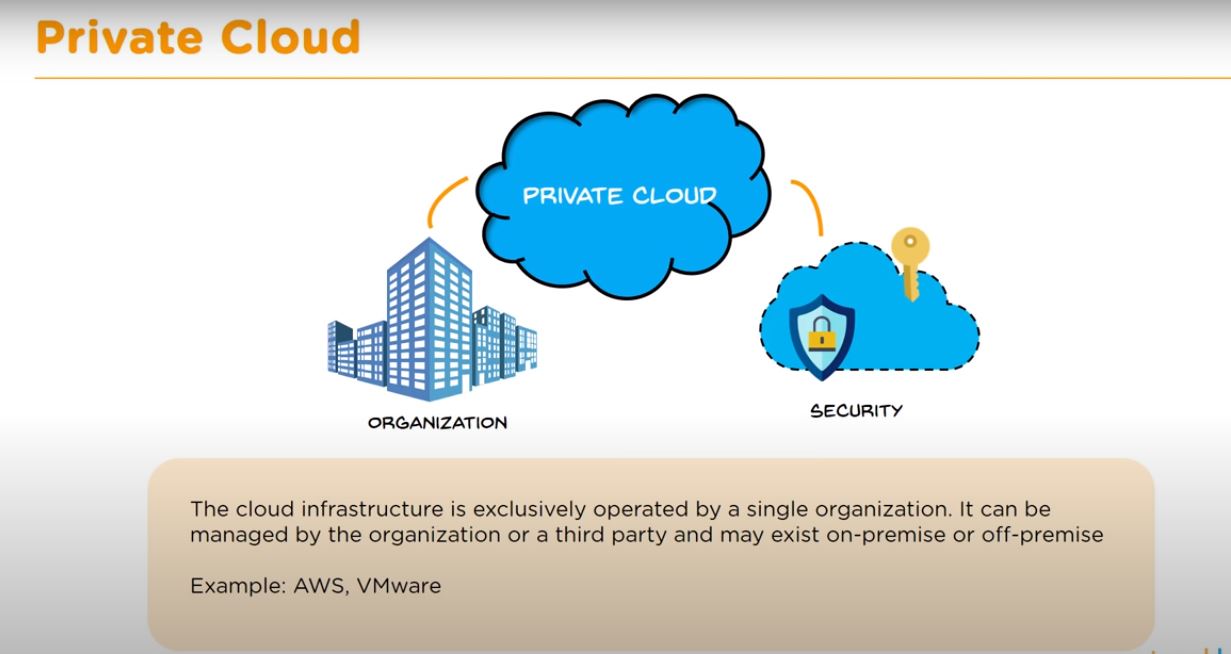 Private Cloud
PRIVATE CLOUD
ORGANIZATION
SECURITY
The cloud infrastructure is exclusively operated by a single organization. It can be
managed by the organization or a third party and may exist on-premise or off-premise
Example: AWS, VMware